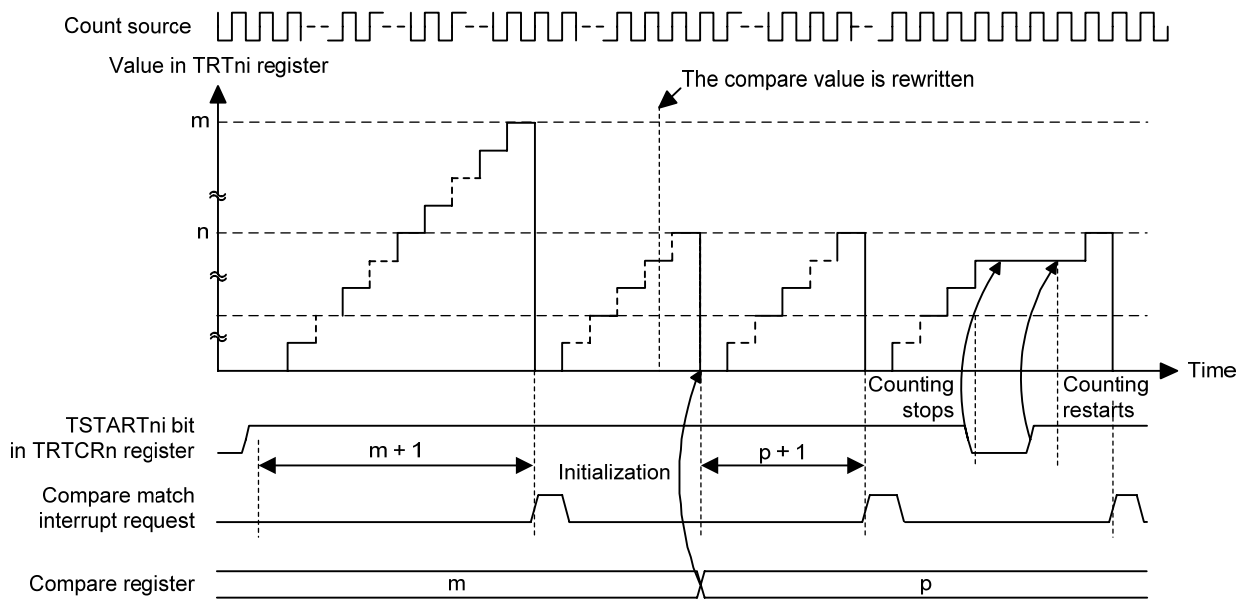 Count source
Value in TRTni register
The compare value is rewritten
m
n
Time
Counting
stops
Counting
restarts
TSTARTni bit
in TRTCRn register
m + 1
Initialization
p + 1
Compare match
interrupt request
Compare register
m
p